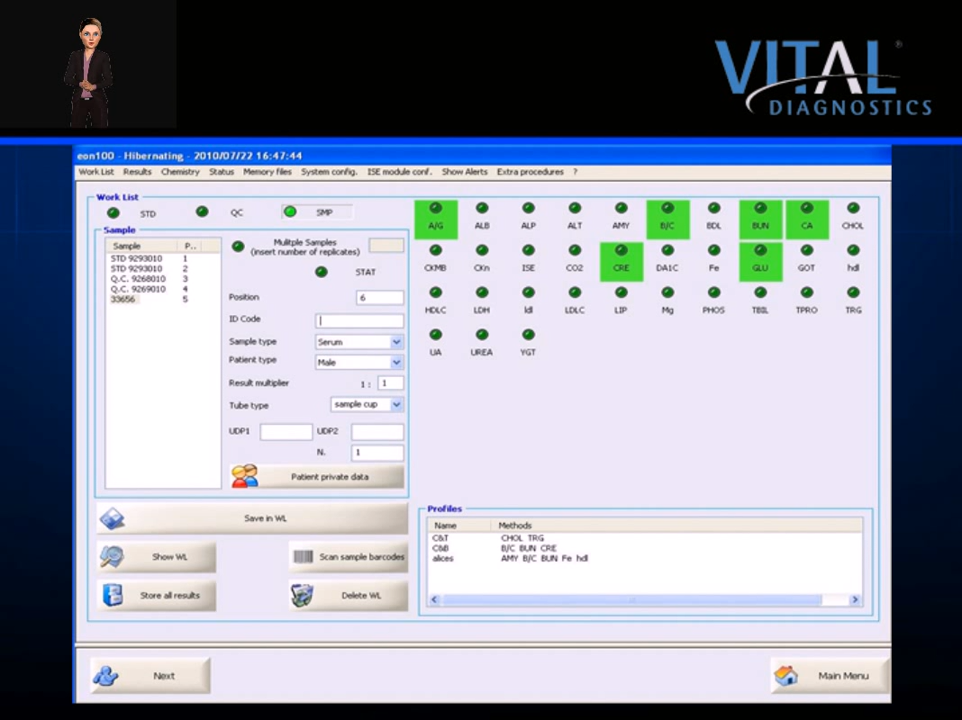 VITAL®
DIAGNOSTICS
eon100 - Hibernating - 2010/07/22 16:47:44
Work List Results Chemistry Status Memory files System config. ISE module conf. Show Alerts Extra procedures ?
Work List
STD QC SMP
Sample
Sample P..
STD 9293010 1
STD 9293010 2
Q.C. 9268010 3
Q.C. 9269010 4
33656 5
Mulitple Samples
(insert number of replicates)
STAT
Position 6
ID Code
Sample type Serum
Patient type Male
Result multiplier 1 : 1
Tube type sample cup
UDP1 UDP2
N. 1
Patient private data
Save in WL
Show WL Scan sample barcodes
Store all results Delete WL
A/G ALB ALP ALT AMY B/C BDL BUN CA CHOL
CKMB CKn ISE CO2 CRE DA1C Fe GLU GOT hdl
HDLC LDH ldl LDLC LIP Mg PHOS TBIL TPRO TRG
UA UREA YGT
Profiles
Name Methods
C&T CHOL TRG
C&B B/C BUN CRE
alices AMY B/C BUN Fe hdl
Next Main Menu